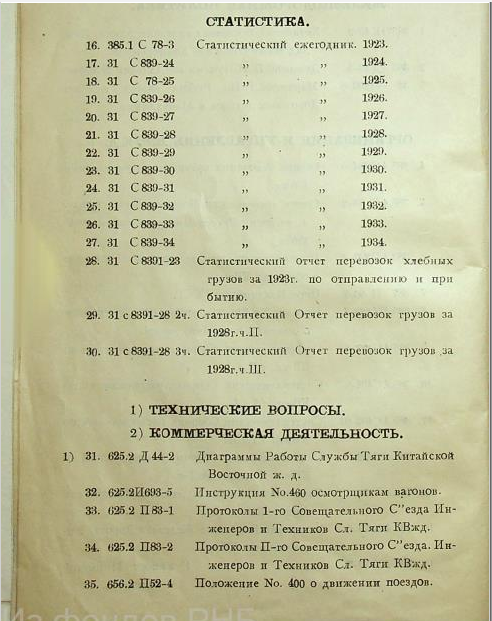 СТАТИСТИКА.
16. 385.1 С 78-3 Статистический ежегодник. 1923.
17. 31 С 839-24 „ „ 1924.
18. 31 С 78-25 „ „ 1925.
19. 31 С 839-26 „ „ 1926.
20. 31 С 839-27 „ „ 1927.
21. 31 С 839-28 „ „ 1928.
22. 31 С 839-29 „ „ 1929.
23. 31 С 839-30 „ „ 1930.
24. 31 С 839-31 „ „ 1931.
25. 31 С 839-32 „ „ 1932.
26. 31 С 839-33 „ „ 1933.
27. 31 С 839-34 „ „ 1934.
28. 31 С 8391-23 Статистический отчет перевозок хлебных
грузов за 1923г. по отправлению и при
бытию.
29. 31 с 8391-28 2ч. Статистический Отчет перевозок грузов за
1928г.ч.II.
30. 31 с 8391-28 3ч. Статистический Отчет перевозок грузов за
1928г.ч.III.
1) ТЕХНИЧЕСКИЕ ВОПРОСЫ.
2) КОММЕРЧЕСКАЯ ДЕЯТЕЛЬНОСТЬ.
1) 31. 625.2 Д 44-2 Диаграммы Работы Службы Тяги Китайской
Восточной ж. д.
32. 625.2И693-5 Инструкция No.460 осмотрщикам вагонов.
33. 625.2 П 83-1 Протоколы 1-го Совещательного С"езда Ин-
женеров и Техников Сл. Тяги КВжд.
34. 625.2 П83-2 Протоколы П-го Совещательного С"езда. Ин-
женеров и Техников Сл. Тяги КВжд.
35. 656.2 П52-4 Положение No. 400 о движении поездов.
Из фондов РНБ